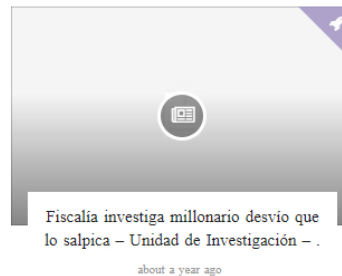 Fiscalía investiga millonario desvío que
lo salpica – Unidad de Investigación – .
about a year ago